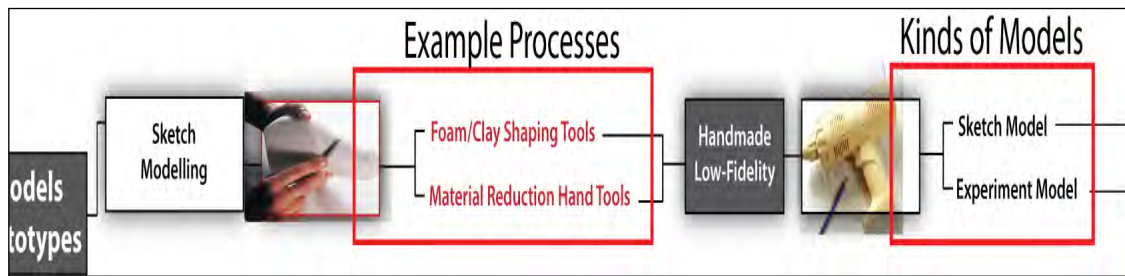 Example Processes
Kinds of Models
Sketch
Modelling
Foam/Clay Shaping Tools
Material Reduction Hand Tools
Handmade
Low-Fidelity
Sketch Model
Experiment Model
odels
totypes